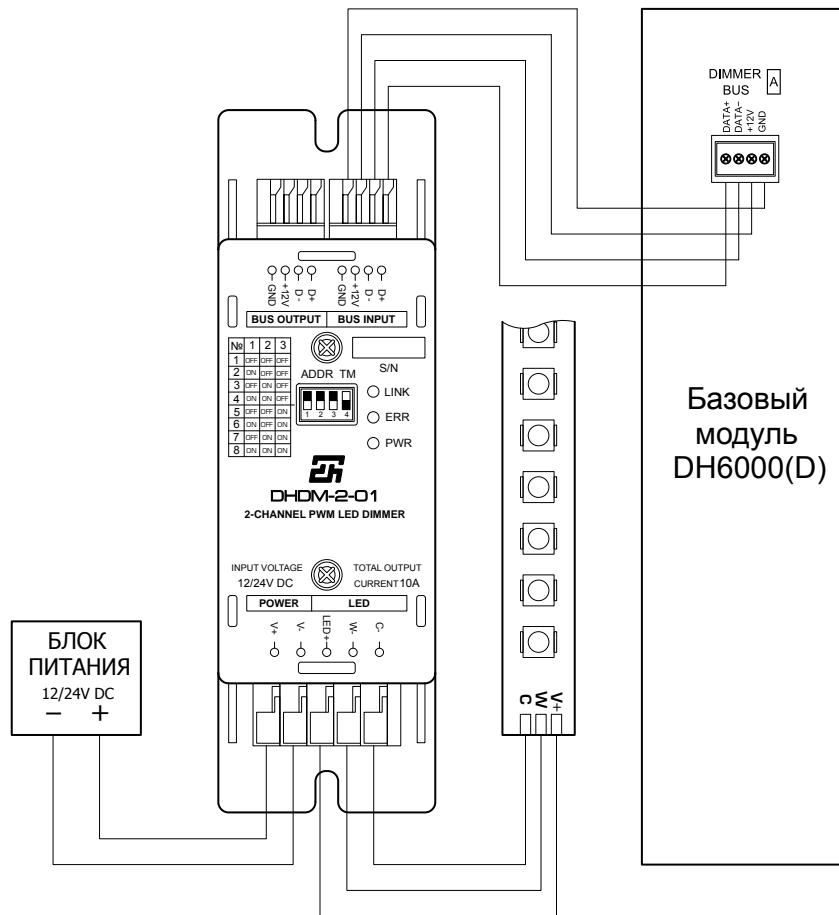 DIMMER
BUS A
DATA+
DATA−
+12V
GND
GND
+12V
D-
D+
GND
+12V
D-
D+
BUS OUTPUT BUS INPUT
№ 1 2 3
1 OFF OFF OFF
2 ON OFF OFF
3 OFF ON OFF
4 ON ON OFF
5 OFF OFF ON
6 ON OFF ON
7 OFF ON ON
8 ON ON ON
S/N
ADDR TM
1 2 3 4
LINK
ERR
PWR
DHDM-2-01
2-CHANNEL PWM LED DIMMER
INPUT VOLTAGE
12/24V DC
TOTAL OUTPUT
CURRENT 10A
POWER LED
V+
V-
LED+
W-
C-
БЛОК
ПИТАНИЯ
12/24V DC
− +
C
W
V+
Базовый
модуль
DH6000(D)